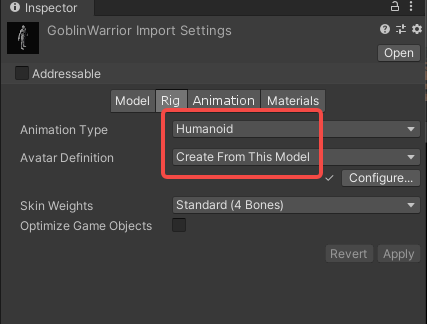 Inspector
GoblinWarrior Import Settings
Open
Addressable
Model Rig Animation Materials
Animation Type Humanoid
Avatar Definition Create From This Model
Configure...
Skin Weights Standard (4 Bones)
Optimize Game Objects
Revert Apply